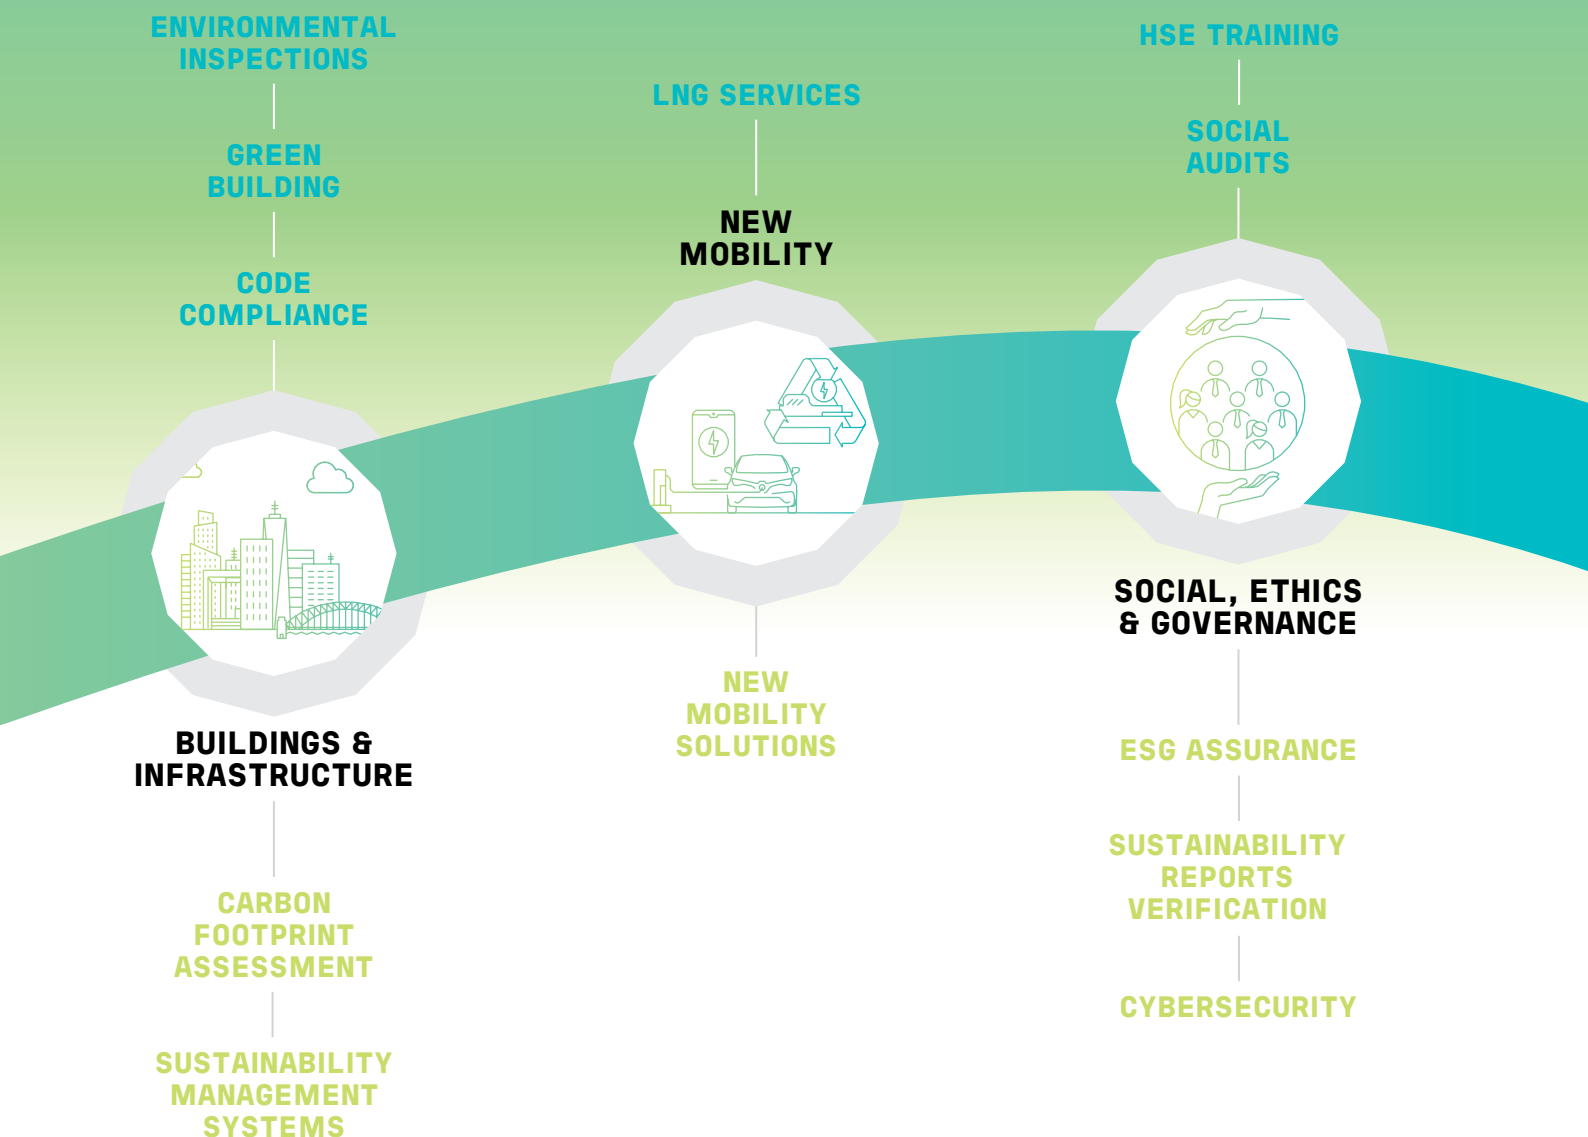 ENVIRONMENTAL
INSPECTIONS
GREEN
BUILDING
CODE
COMPLIANCE
BUILDINGS &
INFRASTRUCTURE
CARBON
FOOTPRINT
ASSESSMENT
SUSTAINABILITY
MANAGEMENT
SYSTEMS
LNG SERVICES
NEW
MOBILITY
NEW
MOBILITY
SOLUTIONS
HSE TRAINING
SOCIAL
AUDITS
SOCIAL, ETHICS
& GOVERNANCE
ESG ASSURANCE
SUSTAINABILITY
REPORTS
VERIFICATION
CYBERSECURITY